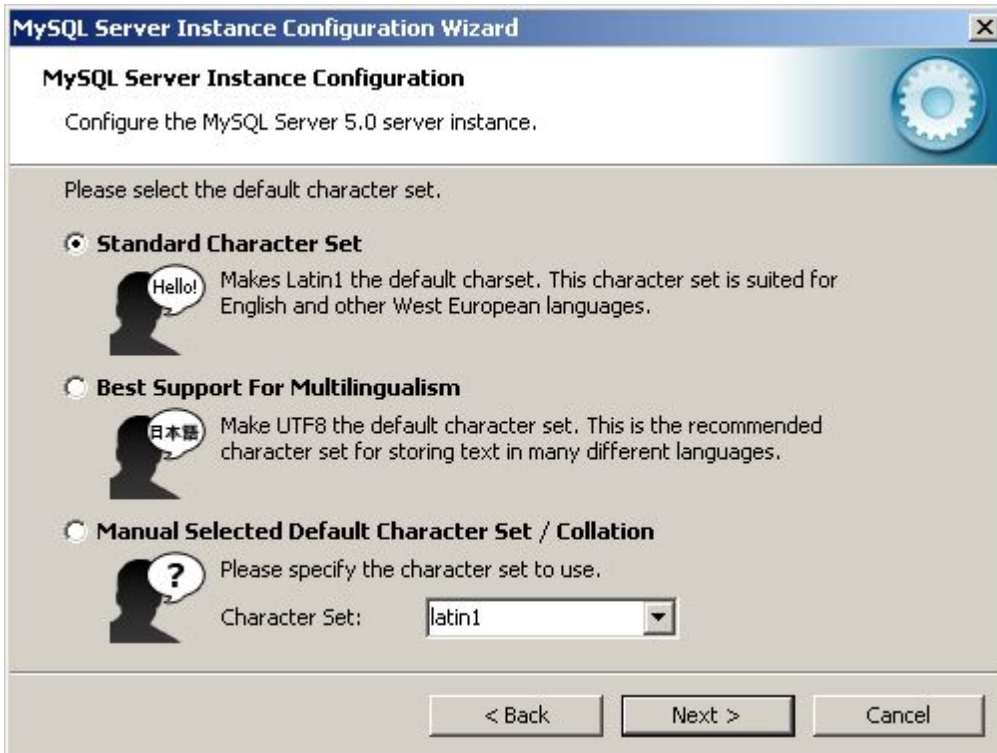 MySQL Server Instance Configuration Wizard
MySQL Server Instance Configuration
Configure the MySQL Server 5.0 server instance.
Please select the default character set.
Standard Character Set
Hello!
Makes Latin1 the default charset. This character set is suited for
English and other West European languages.
Best Support For Multilingualism
日本語
Make UTF8 the default character set. This is the recommended
character set for storing text in many different languages.
Manual Selected Default Character Set / Collation
?
Please specify the character set to use.
Character Set: latin1
< Back Next > Cancel